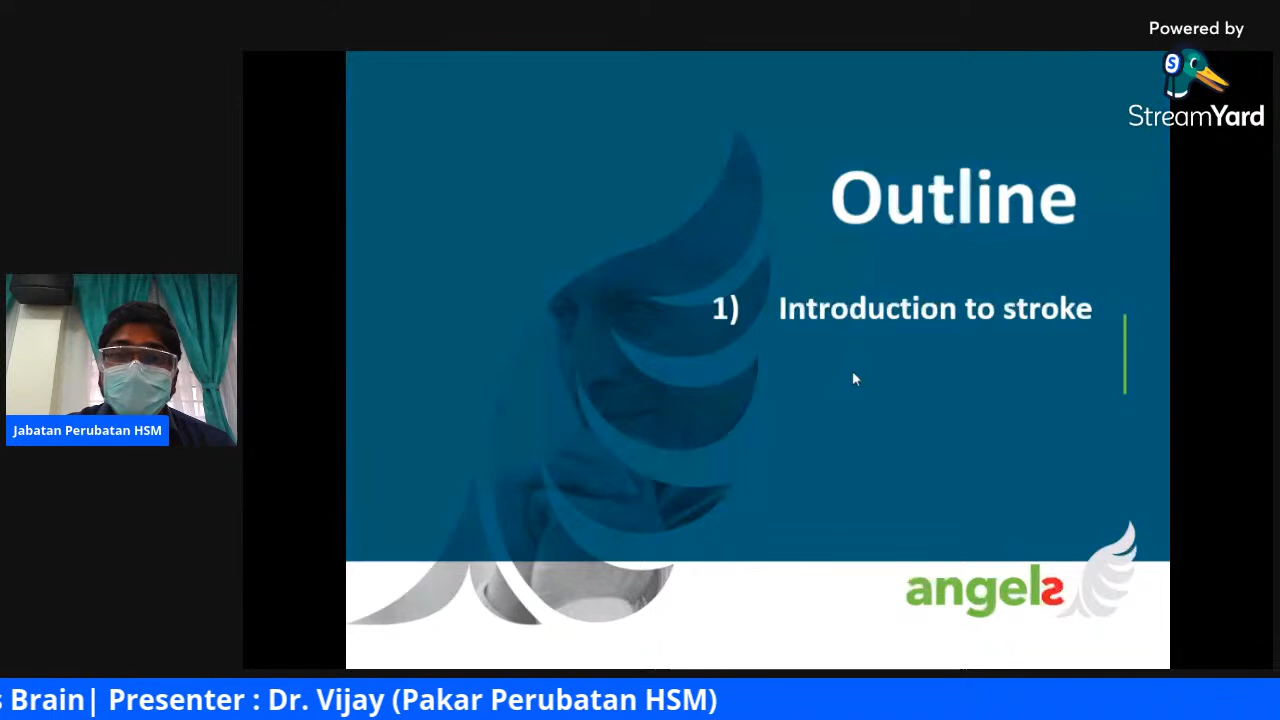 Powered by
S
StreamYard
Outline
1) Introduction to stroke
Jabatan Perubatan HSM
angels
s Brain| Presenter : Dr. Vijay (Pakar Perubatan HSM)